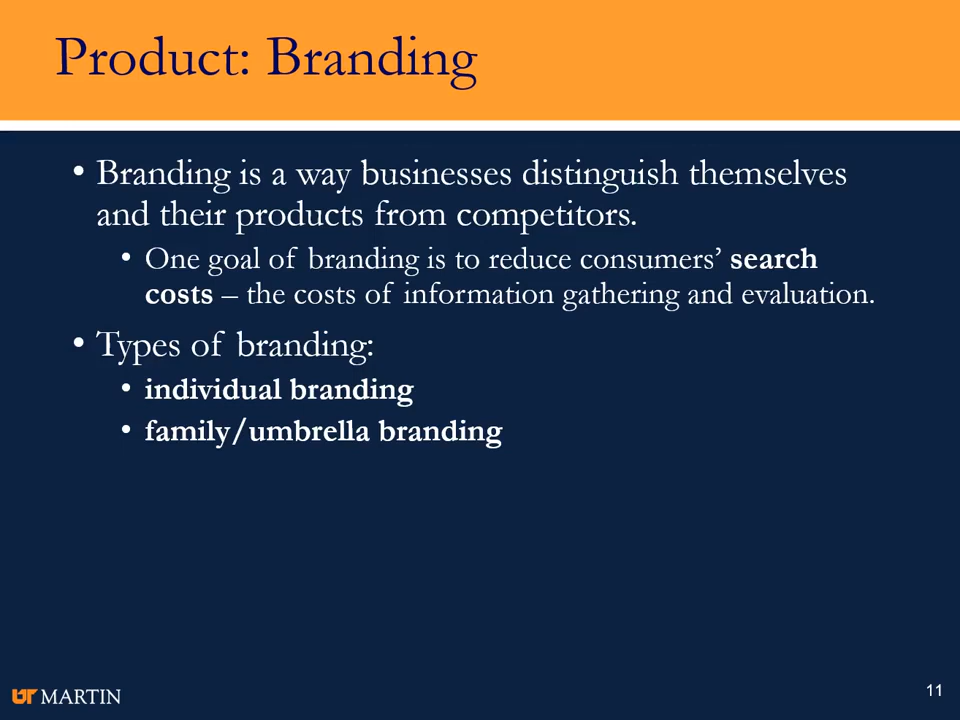 Product: Branding
• Branding is a way businesses distinguish themselves
and their products from competitors.
• One goal of branding is to reduce consumers’ search
costs – the costs of information gathering and evaluation.
• Types of branding:
• individual branding
• family/umbrella branding
UT MARTIN
11